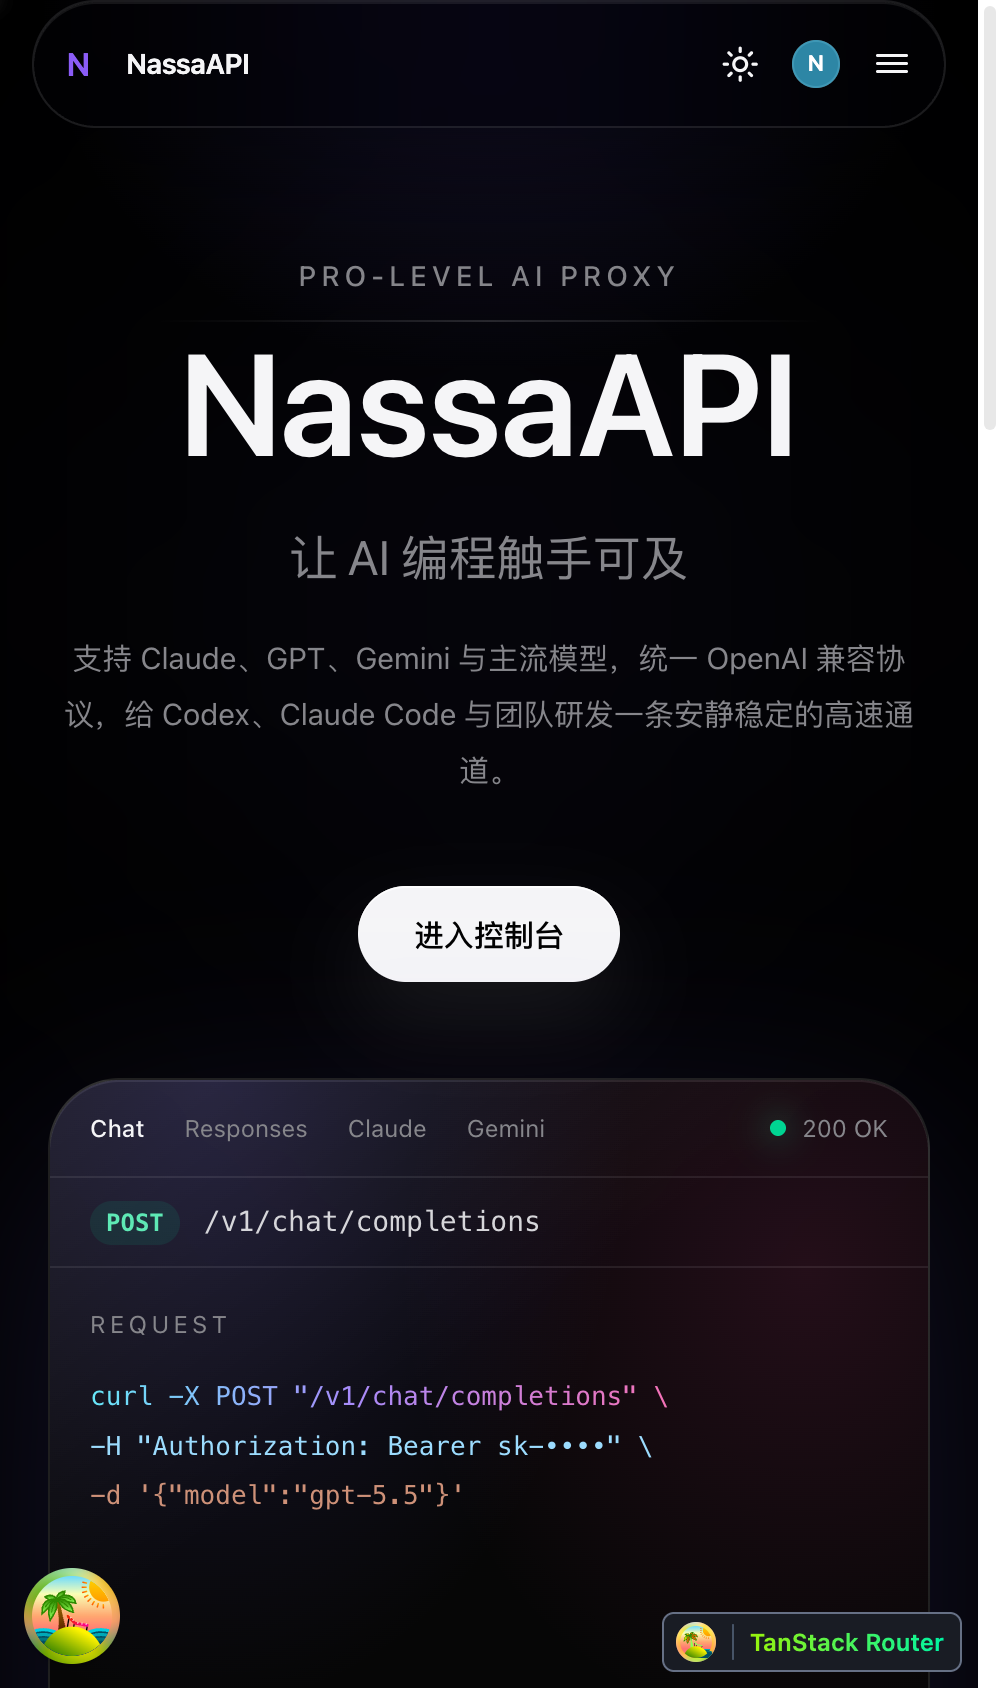 N NassaAPI N
PRO-LEVEL AI PROXY
NassaAPI
让 AI 编程触手可及
支持 Claude、GPT、Gemini 与主流模型，统一 OpenAI 兼容协
议，给 Codex、Claude Code 与团队研发一条安静稳定的高速通
道。
进入控制台
Chat Responses Claude Gemini 200 OK
POST /v1/chat/completions
REQUEST
curl -X POST "/v1/chat/completions" \
-H "Authorization: Bearer sk-••••" \
-d '{"model":"gpt-5.5"}'
TanStack Router